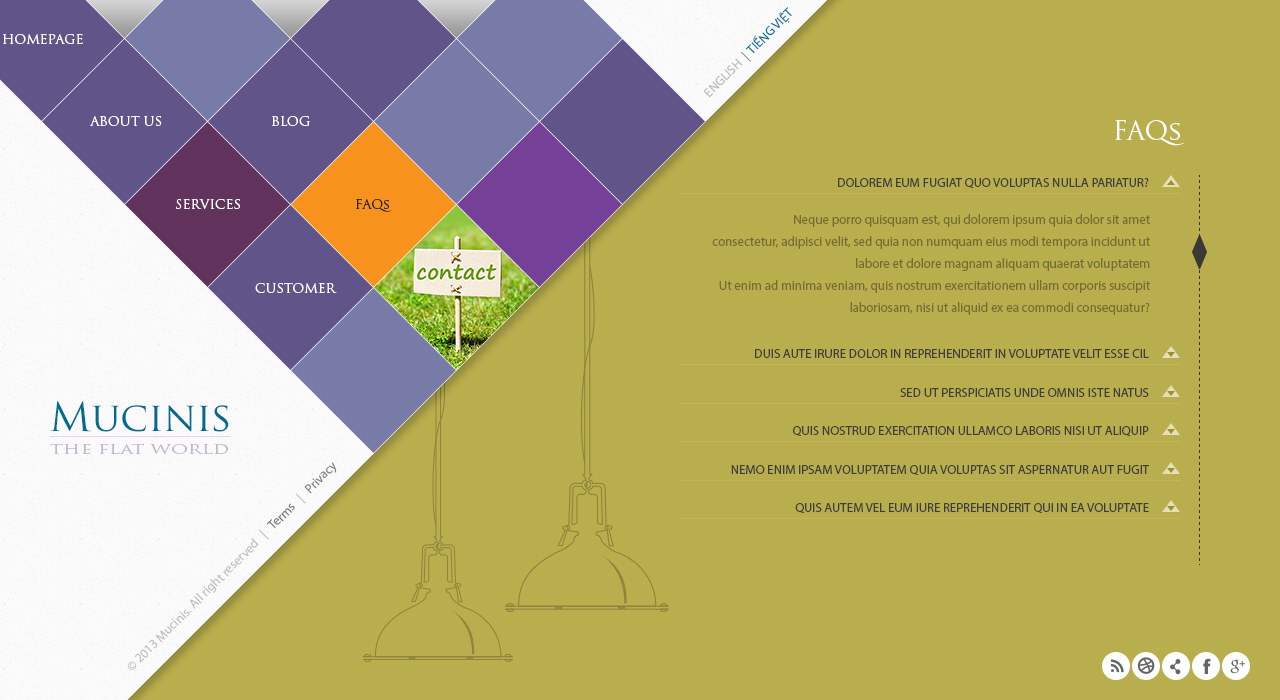 HOMEPAGE
ABOUT US
BLOG
SERVICES
FAQs
CUSTOMER
contact
ENGLISH | TIẾNG VIỆT
MUCINIS
THE FLAT WORLD
© 2013 Mucinis. All right reserved | Terms | Privacy
FAQs
DOLOREM EUM FUGIAT QUO VOLUPTAS NULLA PARIATUR?
Neque porro quisquam est, qui dolorem ipsum quia dolor sit amet
consectetur, adipisci velit, sed quia non numquam eius modi tempora incidunt ut
labore et dolore magnam aliquam quaerat voluptatem
Ut enim ad minima veniam, quis nostrum exercitationem ullam corporis suscipit
laboriosam, nisi ut aliquid ex ea commodi consequatur?
DUIS AUTE IRURE DOLOR IN REPREHENDERIT IN VOLUPTATE VELIT ESSE CIL
SED UT PERSPICIATIS UNDE OMNIS ISTE NATUS
QUIS NOSTRUD EXERCITATION ULLAMCO LABORIS NISI UT ALIQUIP
NEMO ENIM IPSAM VOLUPTATEM QUIA VOLUPTAS SIT ASPERNATUR AUT FUGIT
QUIS AUTEM VEL EUM IURE REPREHENDERIT QUI IN EA VOLUPTATE